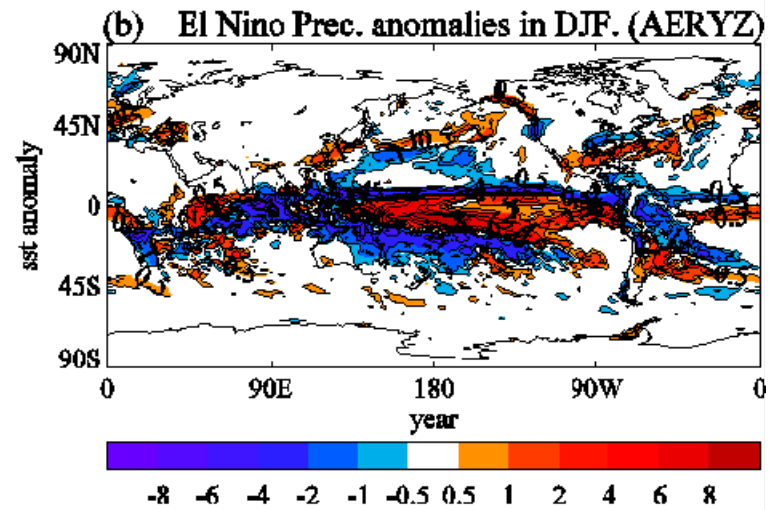 (b) El Nino Prec. anomalies in DJF. (AERYZ)
90N
45N
0
45S
90S
sst anomaly
0 90E 180 90W 0
year
-8 -6 -4 -2 -1 -0.5 0.5 1 2 4 6 8